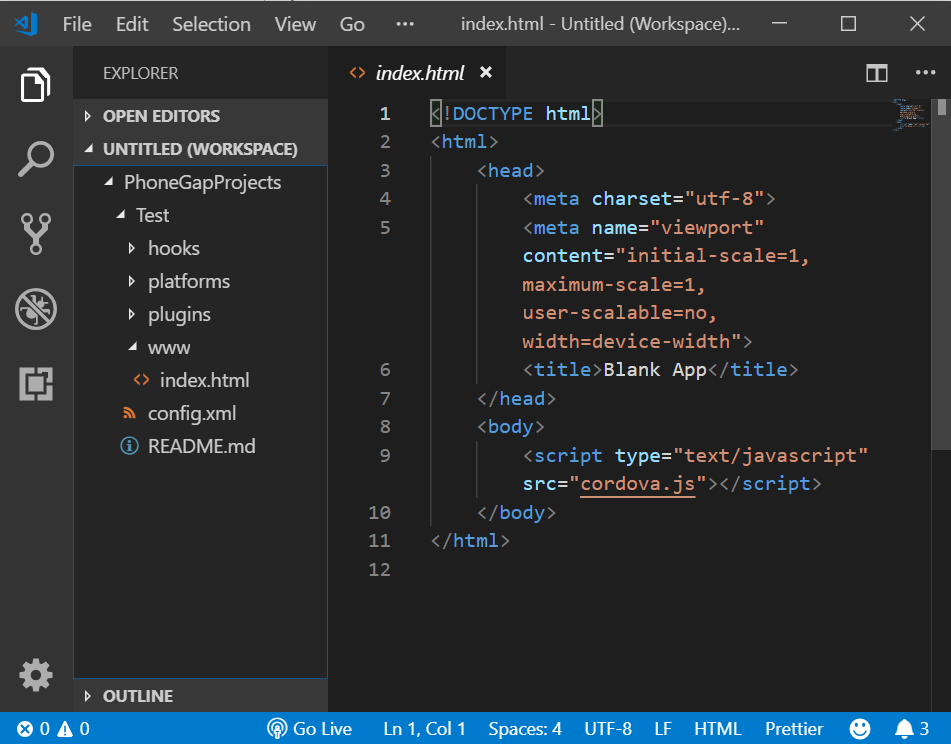 File Edit Selection View Go ··· index.html - Untitled (Workspace)...
EXPLORER
OPEN EDITORS
UNTITLED (WORKSPACE)
PhoneGapProjects
Test
hooks
platforms
plugins
www
<> index.html
config.xml
README.md
OUTLINE
<> index.html ×
1 <!DOCTYPE html>
2 <html>
3 <head>
4 <meta charset="utf-8">
5 <meta name="viewport"
content="initial-scale=1,
maximum-scale=1,
user-scalable=no,
width=device-width">
6 <title>Blank App</title>
7 </head>
8 <body>
9 <script type="text/javascript"
src="cordova.js"></script>
10 </body>
11 </html>
12
0 0 Go Live Ln 1, Col 1 Spaces: 4 UTF-8 LF HTML Prettier 3